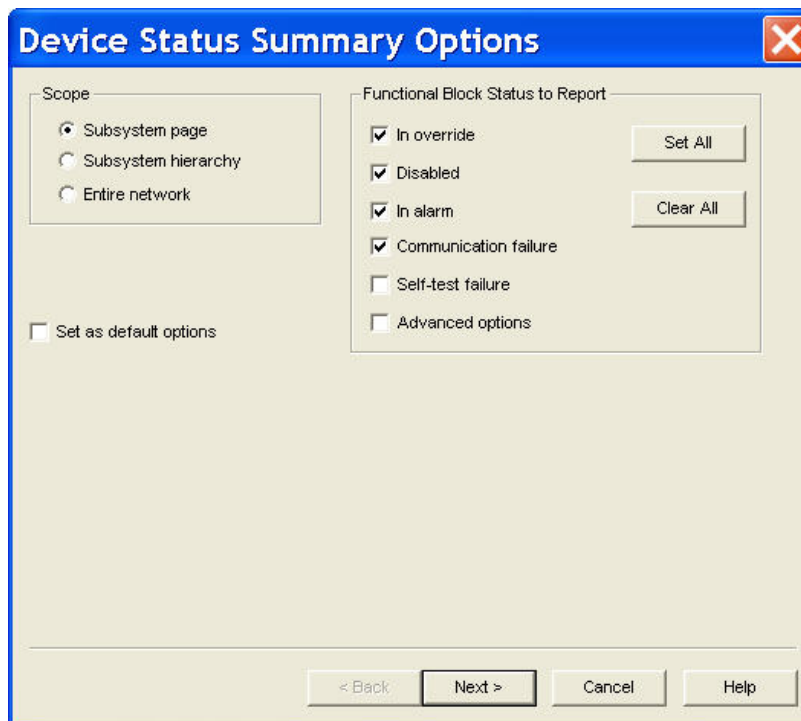 Device Status Summary Options
Scope
Subsystem page
Subsystem hierarchy
Entire network
Set as default options
Functional Block Status to Report
In override
Disabled
In alarm
Communication failure
Self-test failure
Advanced options
Set All
Clear All
< Back
Next >
Cancel
Help